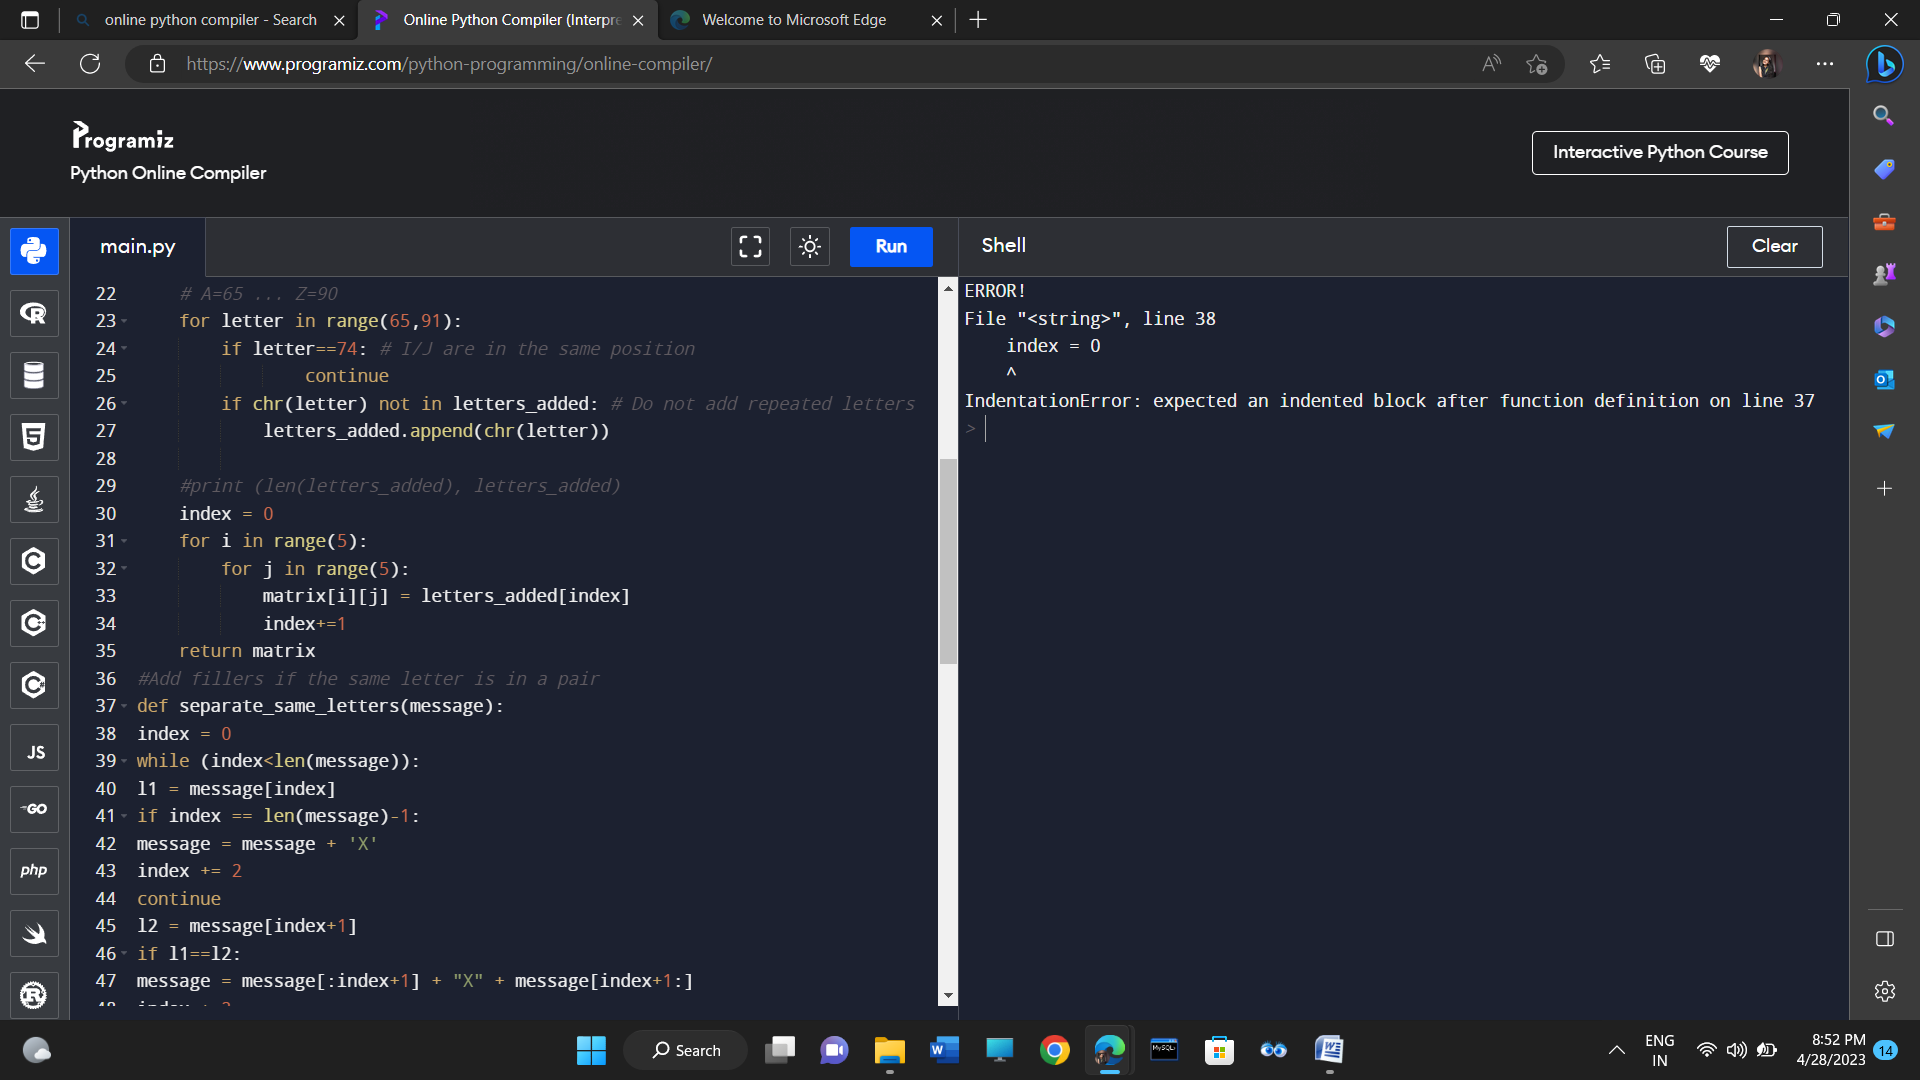 online python compiler - Search
Online Python Compiler (Interpre
Welcome to Microsoft Edge
https://www.programiz.com/python-programming/online-compiler/
Programiz
Python Online Compiler
Interactive Python Course
main.py
Run
Shell
Clear
22 # A=65 ... Z=90
23 for letter in range(65,91):
24 if letter==74: # I/J are in the same position
25 continue
26 if chr(letter) not in letters_added: # Do not add repeated letters
27 letters_added.append(chr(letter))
28
29 #print (len(letters_added), letters_added)
30 index = 0
31 for i in range(5):
32 for j in range(5):
33 matrix[i][j] = letters_added[index]
34 index+=1
35 return matrix
36 #Add fillers if the same letter is in a pair
37 def separate_same_letters(message):
38 index = 0
39 while (index<len(message)):
40 l1 = message[index]
41 if index == len(message)-1:
42 message = message + 'X'
43 index += 2
44 continue
45 l2 = message[index+1]
46 if l1==l2:
47 message = message[:index+1] + "X" + message[index+1:]
ERROR!
File "<string>", line 38
index = 0
^
IndentationError: expected an indented block after function definition on line 37
>
JS
GO
php
Search
MySQL
ENG
IN
8:52 PM
4/28/2023
14